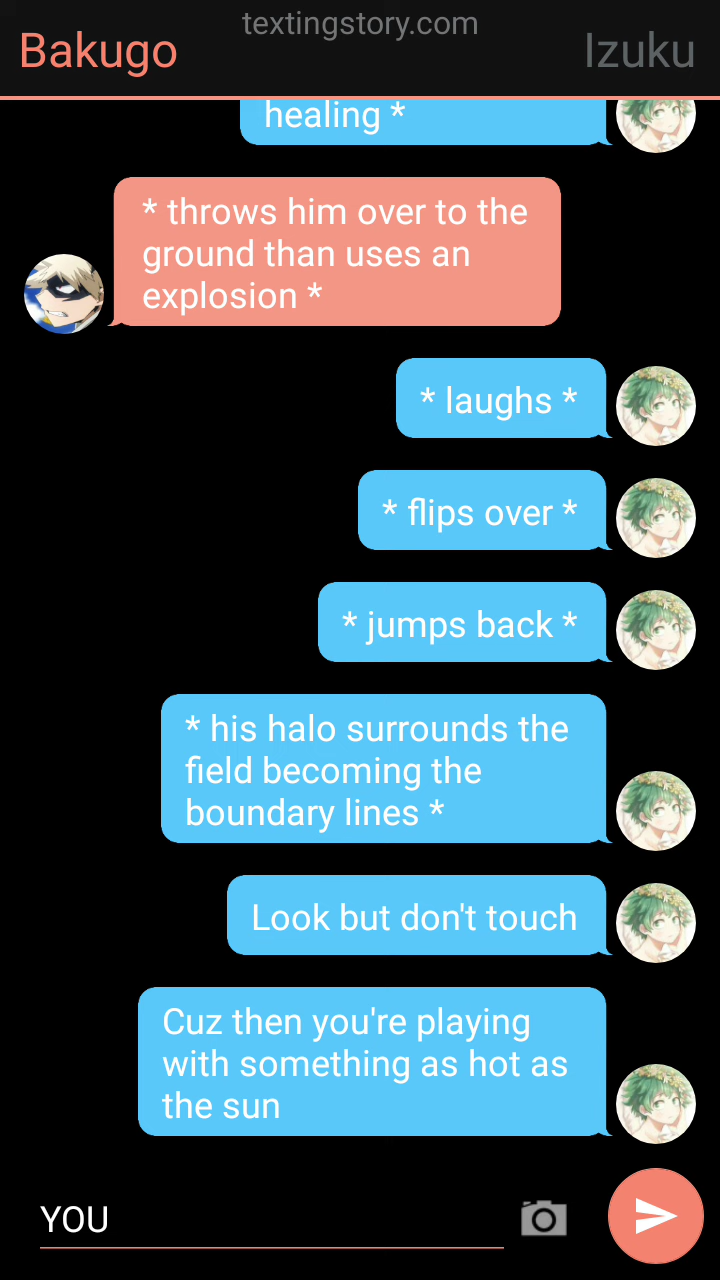 textingstory.com
Bakugo
Izuku
healing *
* throws him over to the
ground than uses an
explosion *
* laughs *
* flips over *
* jumps back *
* his halo surrounds the
field becoming the
boundary lines *
Look but don't touch
Cuz then you're playing
with something as hot as
the sun
YOU